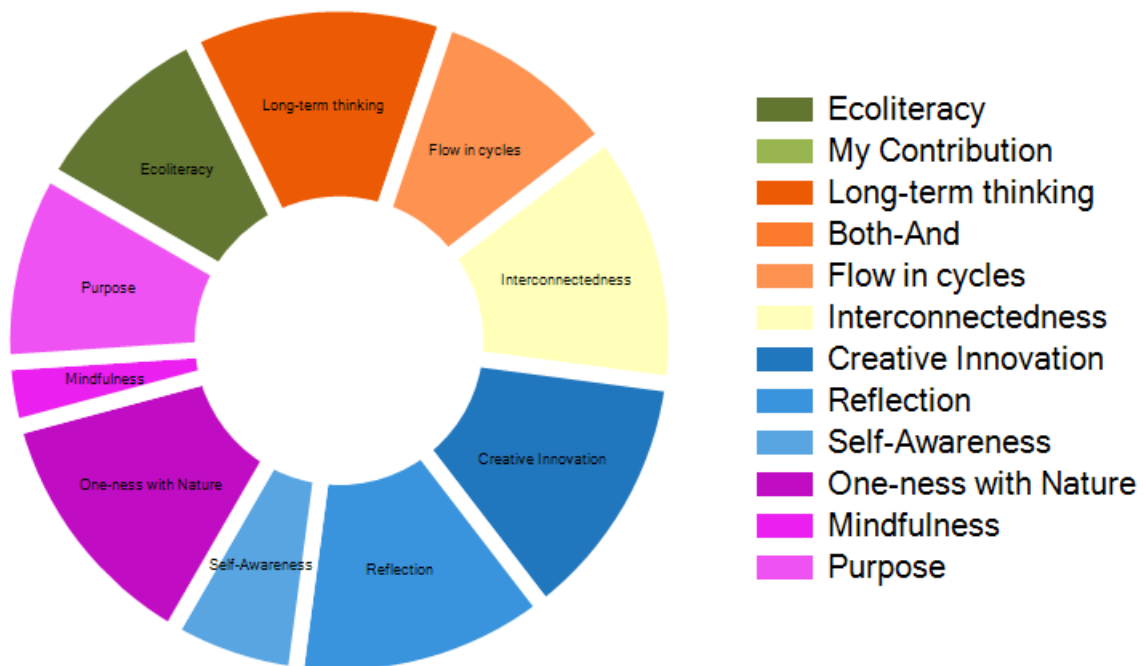 Long-term thinking
Flow in cycles
Ecoliteracy
Interconnectedness
Purpose
Mindfulness
Creative Innovation
One-ness with Nature
Self-Awareness
Reflection
Ecoliteracy
My Contribution
Long-term thinking
Both-And
Flow in cycles
Interconnectedness
Creative Innovation
Reflection
Self-Awareness
One-ness with Nature
Mindfulness
Purpose